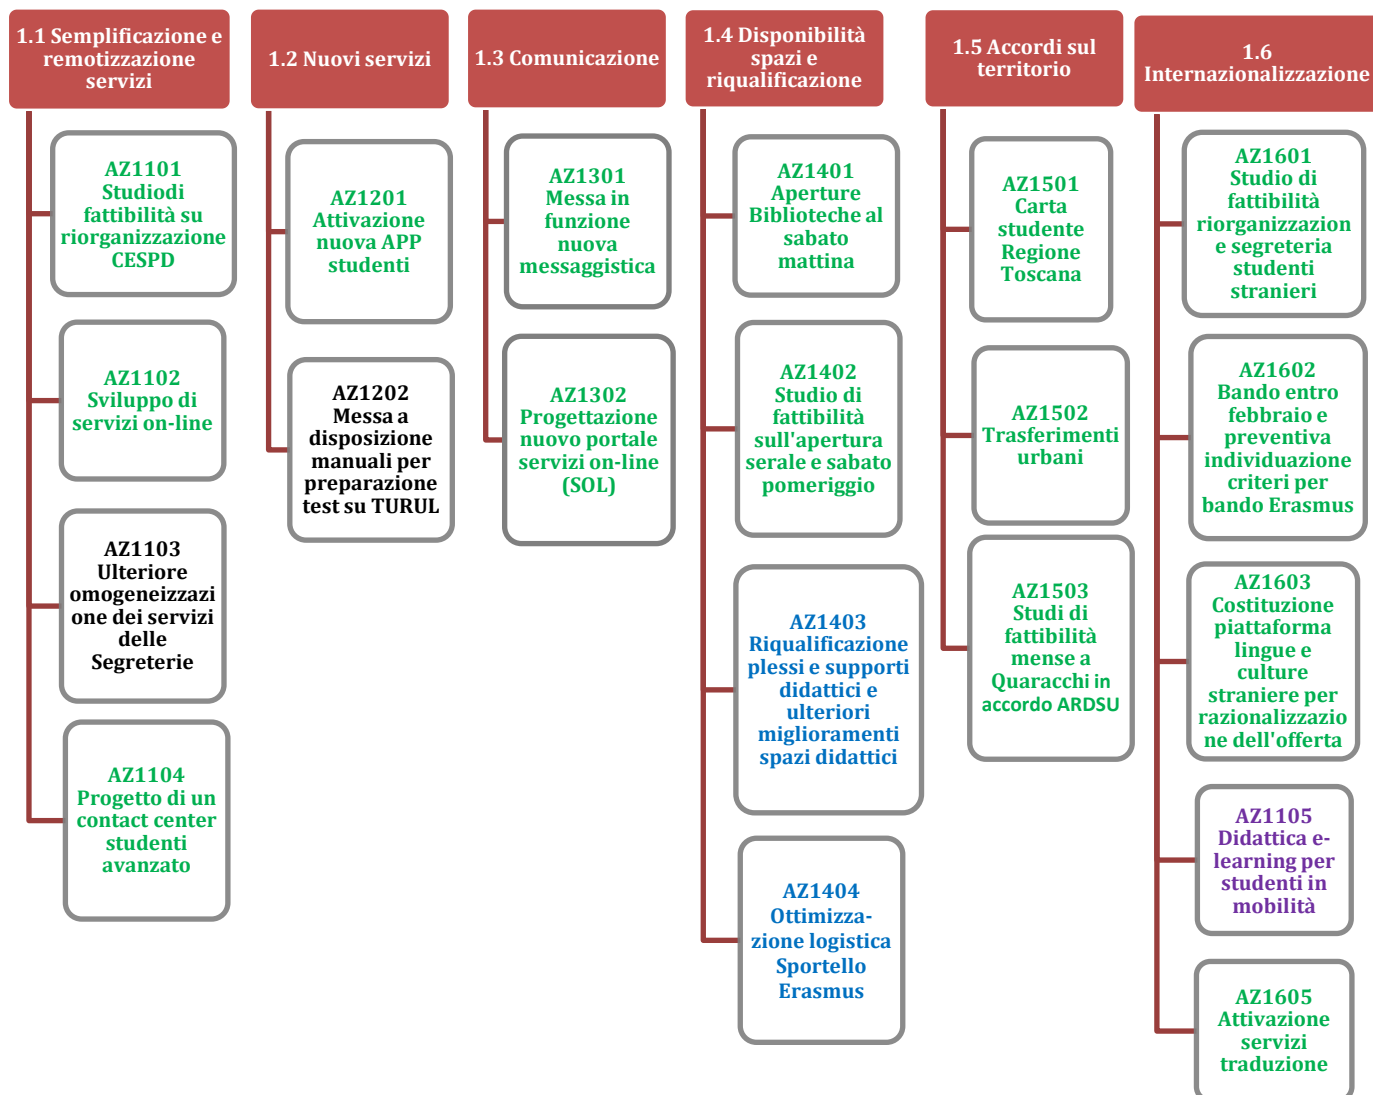 1.1 Semplificazione e
remotizzazione
servizi
AZ1101
Studiodi
fattibilità su
riorganizzazione
CESPD
AZ1102
Sviluppo di
servizi on-line
AZ1103
Ulteriore
omogeneizzazi
one dei servizi
delle
Segreterie
AZ1104
Progetto di un
contact center
studenti
avanzato
1.2 Nuovi servizi
AZ1201
Attivazione
nuova APP
studenti
AZ1202
Messa a
disposizione
manuali per
preparazione
test su TURUL
1.3 Comunicazione
AZ1301
Messa in
funzione
nuova
messaggistica
AZ1302
Progettazione
nuovo portale
servizi on-line
(SOL)
1.4 Disponibilità
spazi e
riqualificazione
AZ1401
Aperture
Biblioteche al
sabato
mattina
AZ1402
Studio di
fattibilità
sull'apertura
serale e sabato
pomeriggio
AZ1403
Riqualificazione
plessi e supporti
didattici e
ulteriori
miglioramenti
spazi didattici
AZ1404
Ottimizza-
zione logistica
Sportello
Erasmus
1.5 Accordi sul
territorio
AZ1501
Carta
studente
Regione
Toscana
AZ1502
Trasferimenti
urbani
AZ1503
Studi di
fattibilità
mense a
Quaracchi in
accordo ARDSU
1.6
Internazionalizzazione
AZ1601
Studio di
fattibilità
riorganizzazion
e segreteria
studenti
stranieri
AZ1602
Bando entro
febbraio e
preventiva
individuazione
criteri per
bando Erasmus
AZ1603
Costituzione
piattaforma
lingue e
culture
straniere per
razionalizzazio
ne dell'offerta
AZ1105
Didattica e-
learning per
studenti in
mobilità
AZ1605
Attivazione
servizi
traduzione